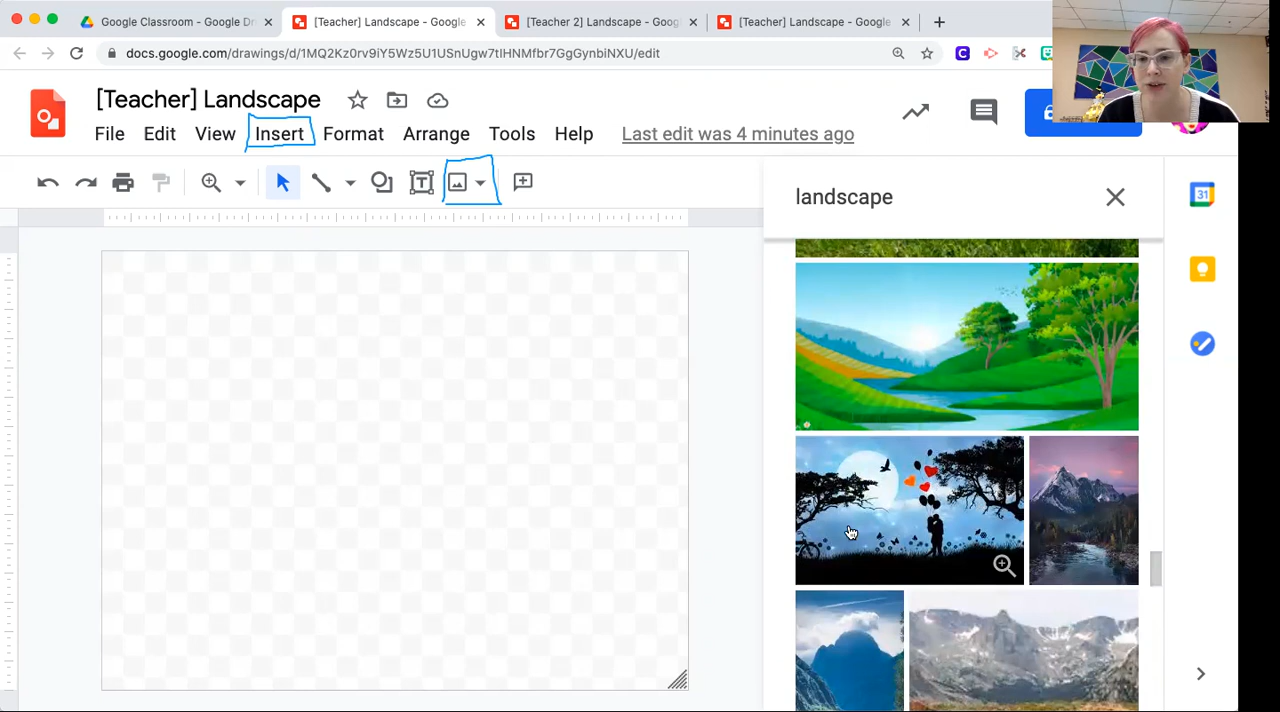 Google Classroom - Google Dr
[Teacher] Landscape - Google
[Teacher 2] Landscape - Goog
[Teacher] Landscape - Google
docs.google.com/drawings/d/1MQ2Kz0rv9iY5Wz5U1USnUgw7tIHNMfbr7GgGynbiNXU/edit
[Teacher] Landscape
File Edit View Insert Format Arrange Tools Help Last edit was 4 minutes ago
landscape
31